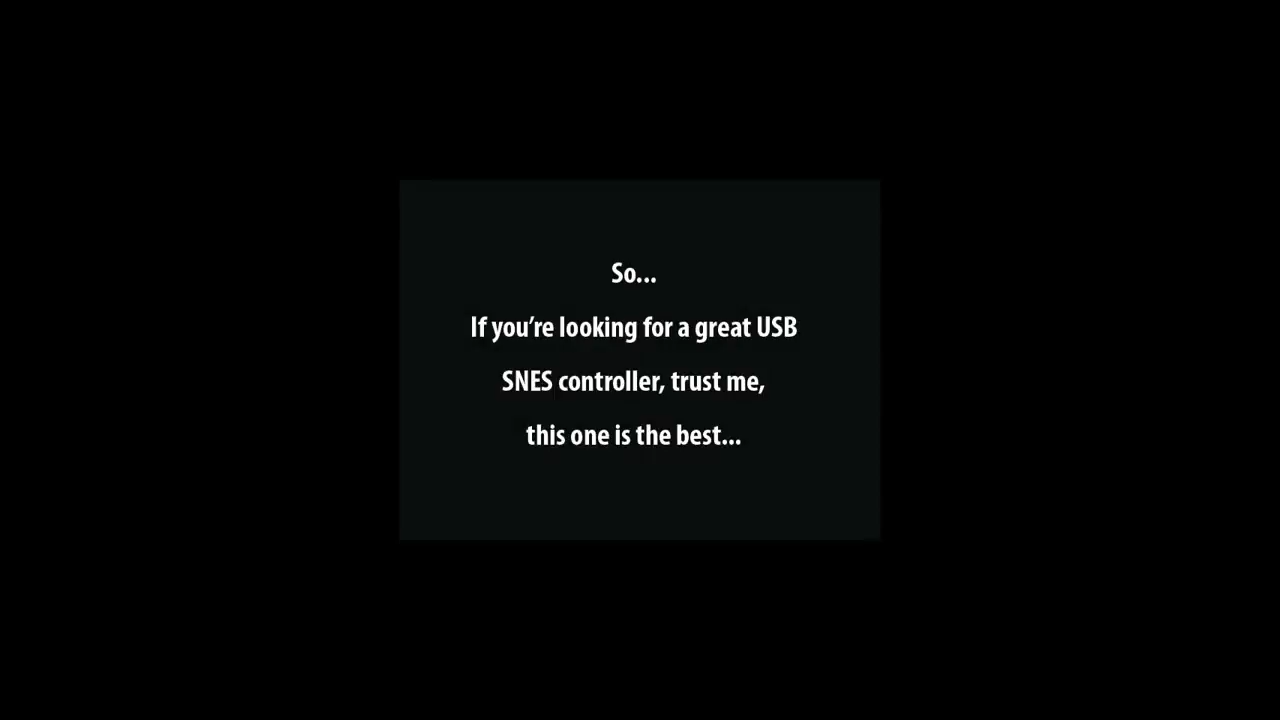 So...
If you're looking for a great USB
SNES controller, trust me,
this one is the best...